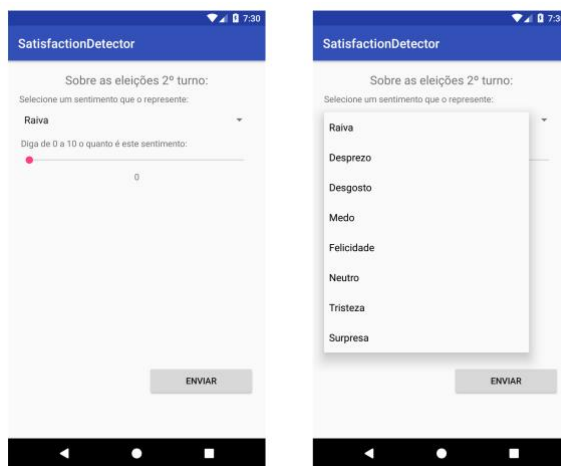 7:30
SatisfactionDetector
Sobre as eleições 2º turno:
Selecione um sentimento que o represente:
Raiva
Diga de 0 a 10 o quanto é este sentimento:
0
ENVIAR
7:30
SatisfactionDetector
Sobre as eleições 2º turno:
Selecione um sentimento que o represente:
Raiva
Desprezo
Desgosto
Medo
Felicidade
Neutro
Tristeza
Surpresa
ENVIAR